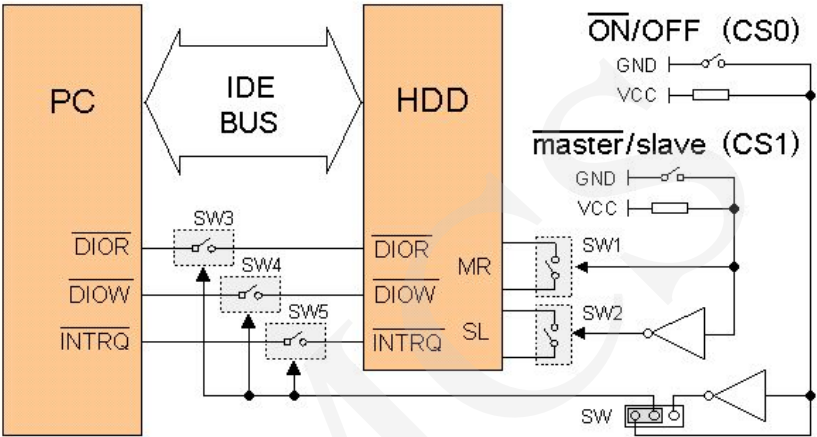 ON/OFF (CS0)
GND
VCC
PC
IDE
BUS
HDD
master/slave (CS1)
GND
VCC
SW3
DIOR
DIOR
SW1
MR
SW4
DIOW
DIOW
SW5
SW2
INTRQ
INTRQ
SL
SW
MCS